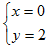 x = 0
y = 2